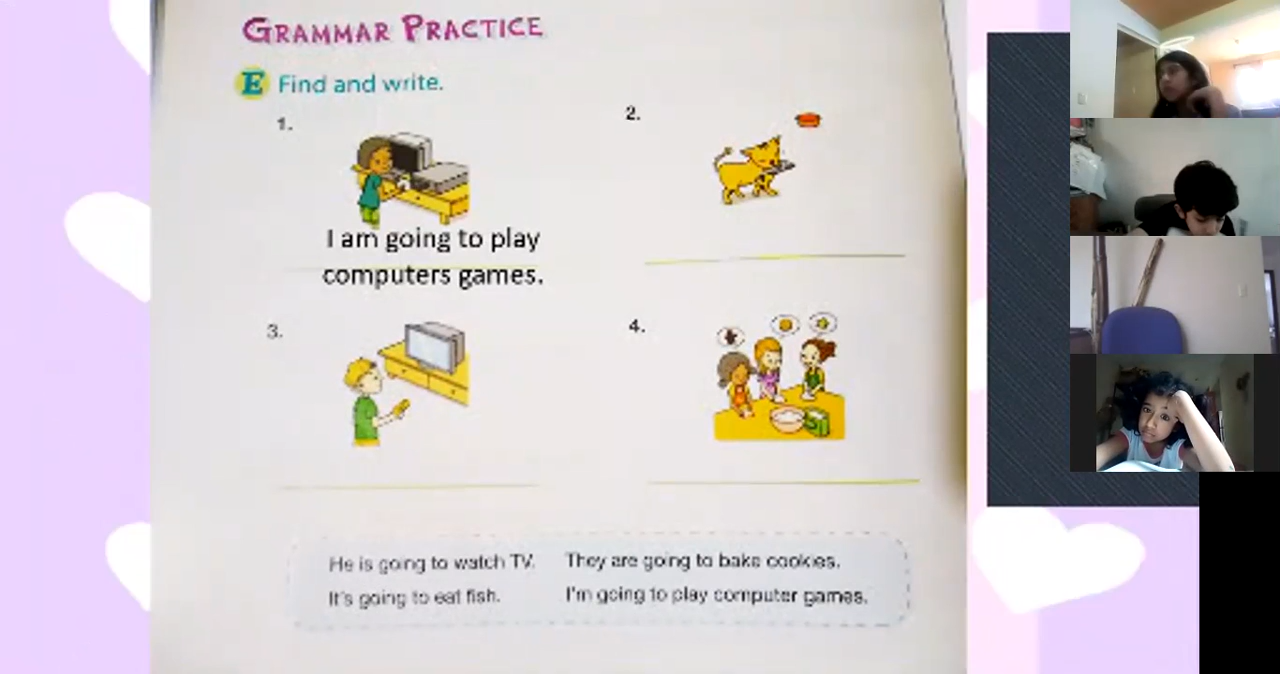 GRAMMAR PRACTICE
E Find and write.
1.
2.
I am going to play
computers games.
3.
4.
He is going to watch TV. They are going to bake cookies.
It's going to eat fish. I'm going to play computer games.